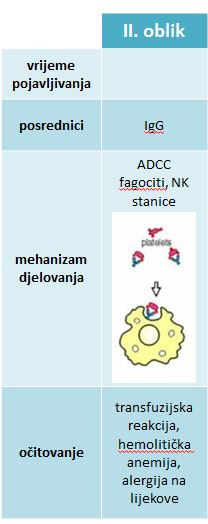 II. oblik
vrijeme
pojavljivanja
posrednici
IgG
mehanizam
djelovanja
ADCC
fagociti, NK
stanice
platelets
očitovanje
transfuzijska
reakcija,
hemolitička
anemija,
alergija na
lijekove